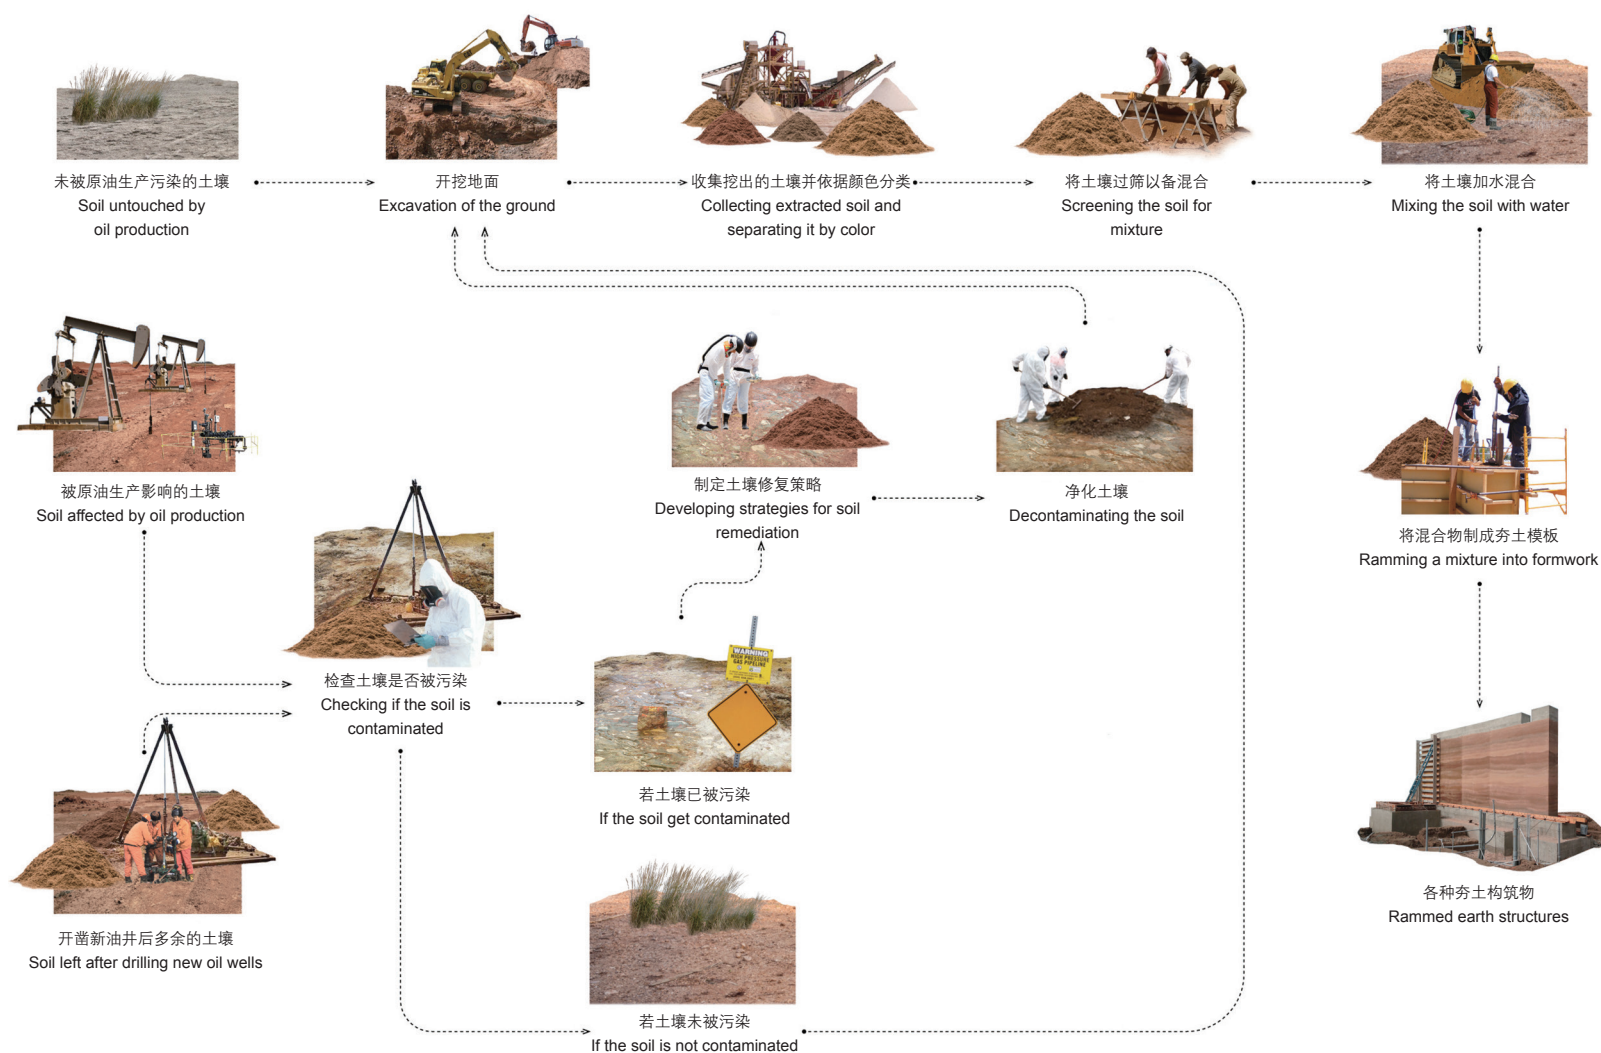 未被原油生产污染的土壤
Soil untouched by
oil production
开挖地面
Excavation of the ground
收集挖出的土壤并依据颜色分类
Collecting extracted soil and
separating it by color
将土壤过筛以备混合
Screening the soil for
mixture
将土壤加水混合
Mixing the soil with water
被原油生产影响的土壤
Soil affected by oil production
制定土壤修复策略
Developing strategies for soil
remediation
净化土壤
Decontaminating the soil
将混合物制成夯土模板
Ramming a mixture into formwork
检查土壤是否被污染
Checking if the soil is
contaminated
WARNING
HIGH PRESSURE
GAS PIPELINE
若土壤已被污染
If the soil get contaminated
各种夯土构筑物
Rammed earth structures
开凿新油井后多余的土壤
Soil left after drilling new oil wells
若土壤未被污染
If the soil is not contaminated